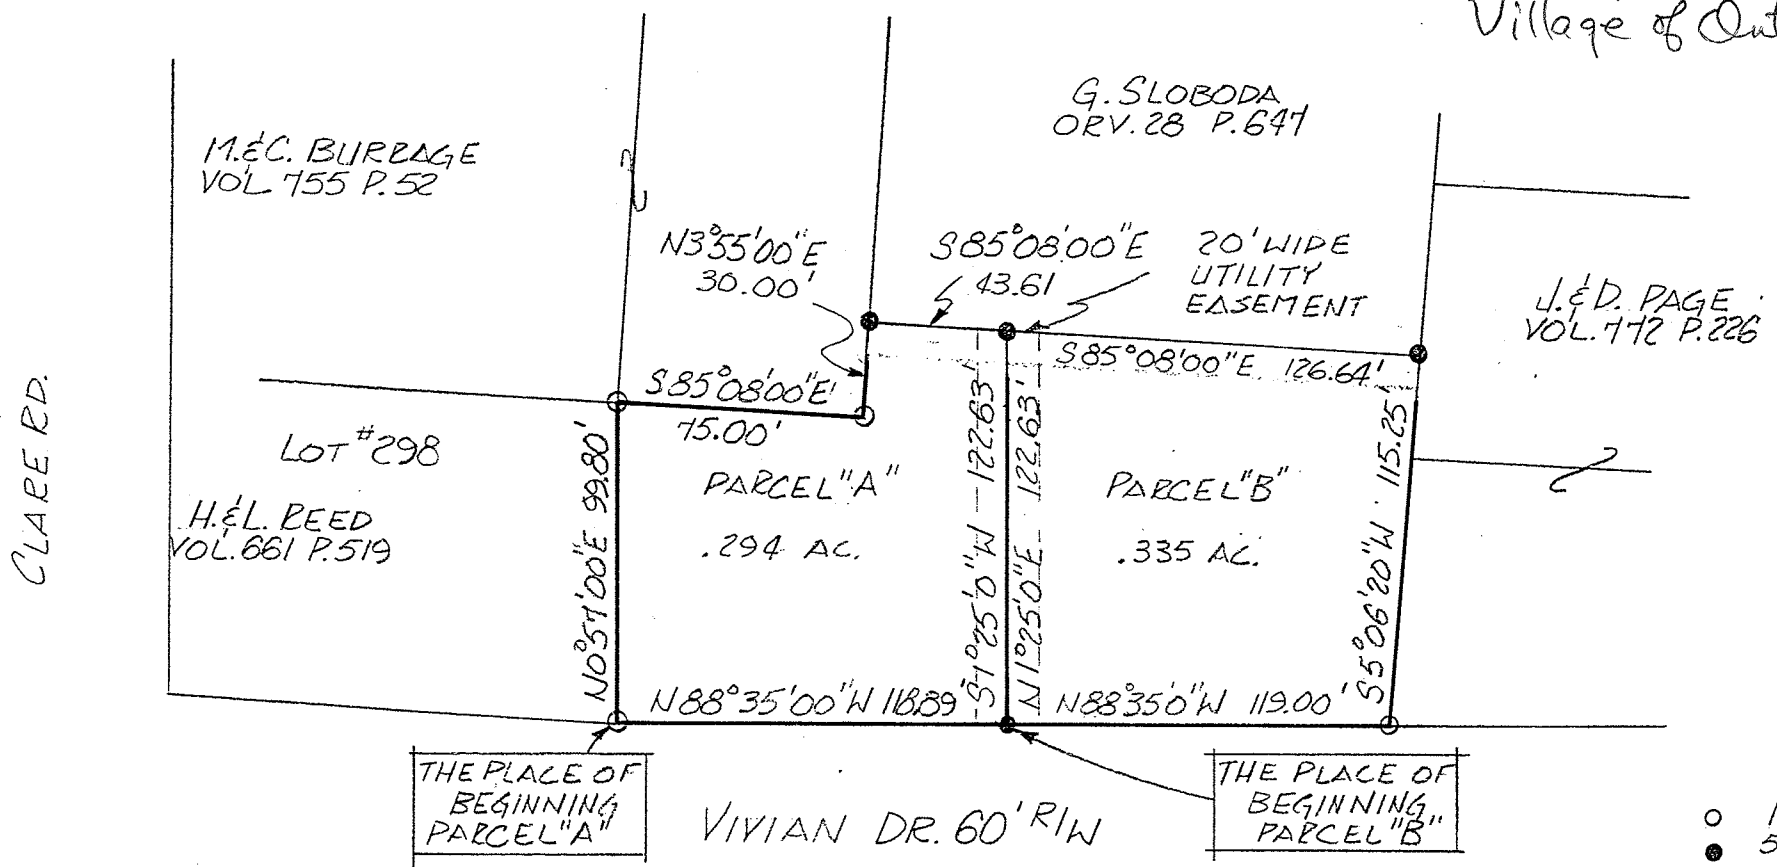 Village of
G. SLOBODA
ORV. 28 P. 647
M. & C. BURRAGE
VOL 755 P. 52
N3°55'00"E
30.00'
S85°08'00"E
43.61
20' WIDE
UTILITY
EASEMENT
J. & D. PAGE
VOL. 772 P. 226
S85°08'00"E 126.64'
S85°08'00"E
75.00'
CLARE RD.
LOT #298
H. & L. REED
VOL. 661 P. 519
N0°57'00"E 99.80'
PARCEL "A"
.294 AC.
S1°25'0"W 122.63'
N1°25'0"E 122.63'
PARCEL "B"
.335 AC.
S5°06'20"W 115.25'
N88°35'00"W 118.89'
N88°35'0"W 119.00'
THE PLACE OF
BEGINNING
PARCEL "A"
VIVIAN DR. 60' R/W
THE PLACE OF
BEGINNING
PARCEL "B"